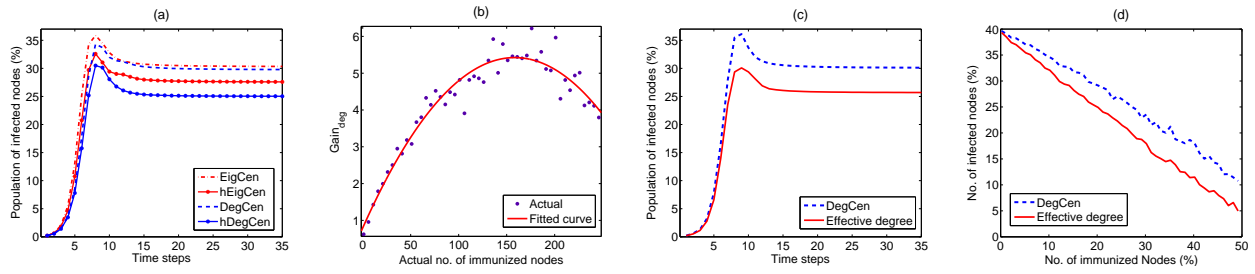 (a)
Population of infected nodes (%)
35
30
25
20
15
10
5
5 10 15 20 25 30 35
Time steps
EigCen
hEigCen
DegCen
hDegCen
(b)
Gain_deg
6
5
4
3
2
1
0 50 100 150 200
Actual no. of immunized nodes
Actual
Fitted curve
(c)
Population of infected nodes (%)
35
30
25
20
15
10
5
5 10 15 20 25 30 35
Time steps
DegCen
Effective degree
(d)
No. of infected nodes (%)
40
35
30
25
20
15
10
5
0
0 10 20 30 40 50
No. of immunized Nodes (%)
DegCen
Effective degree